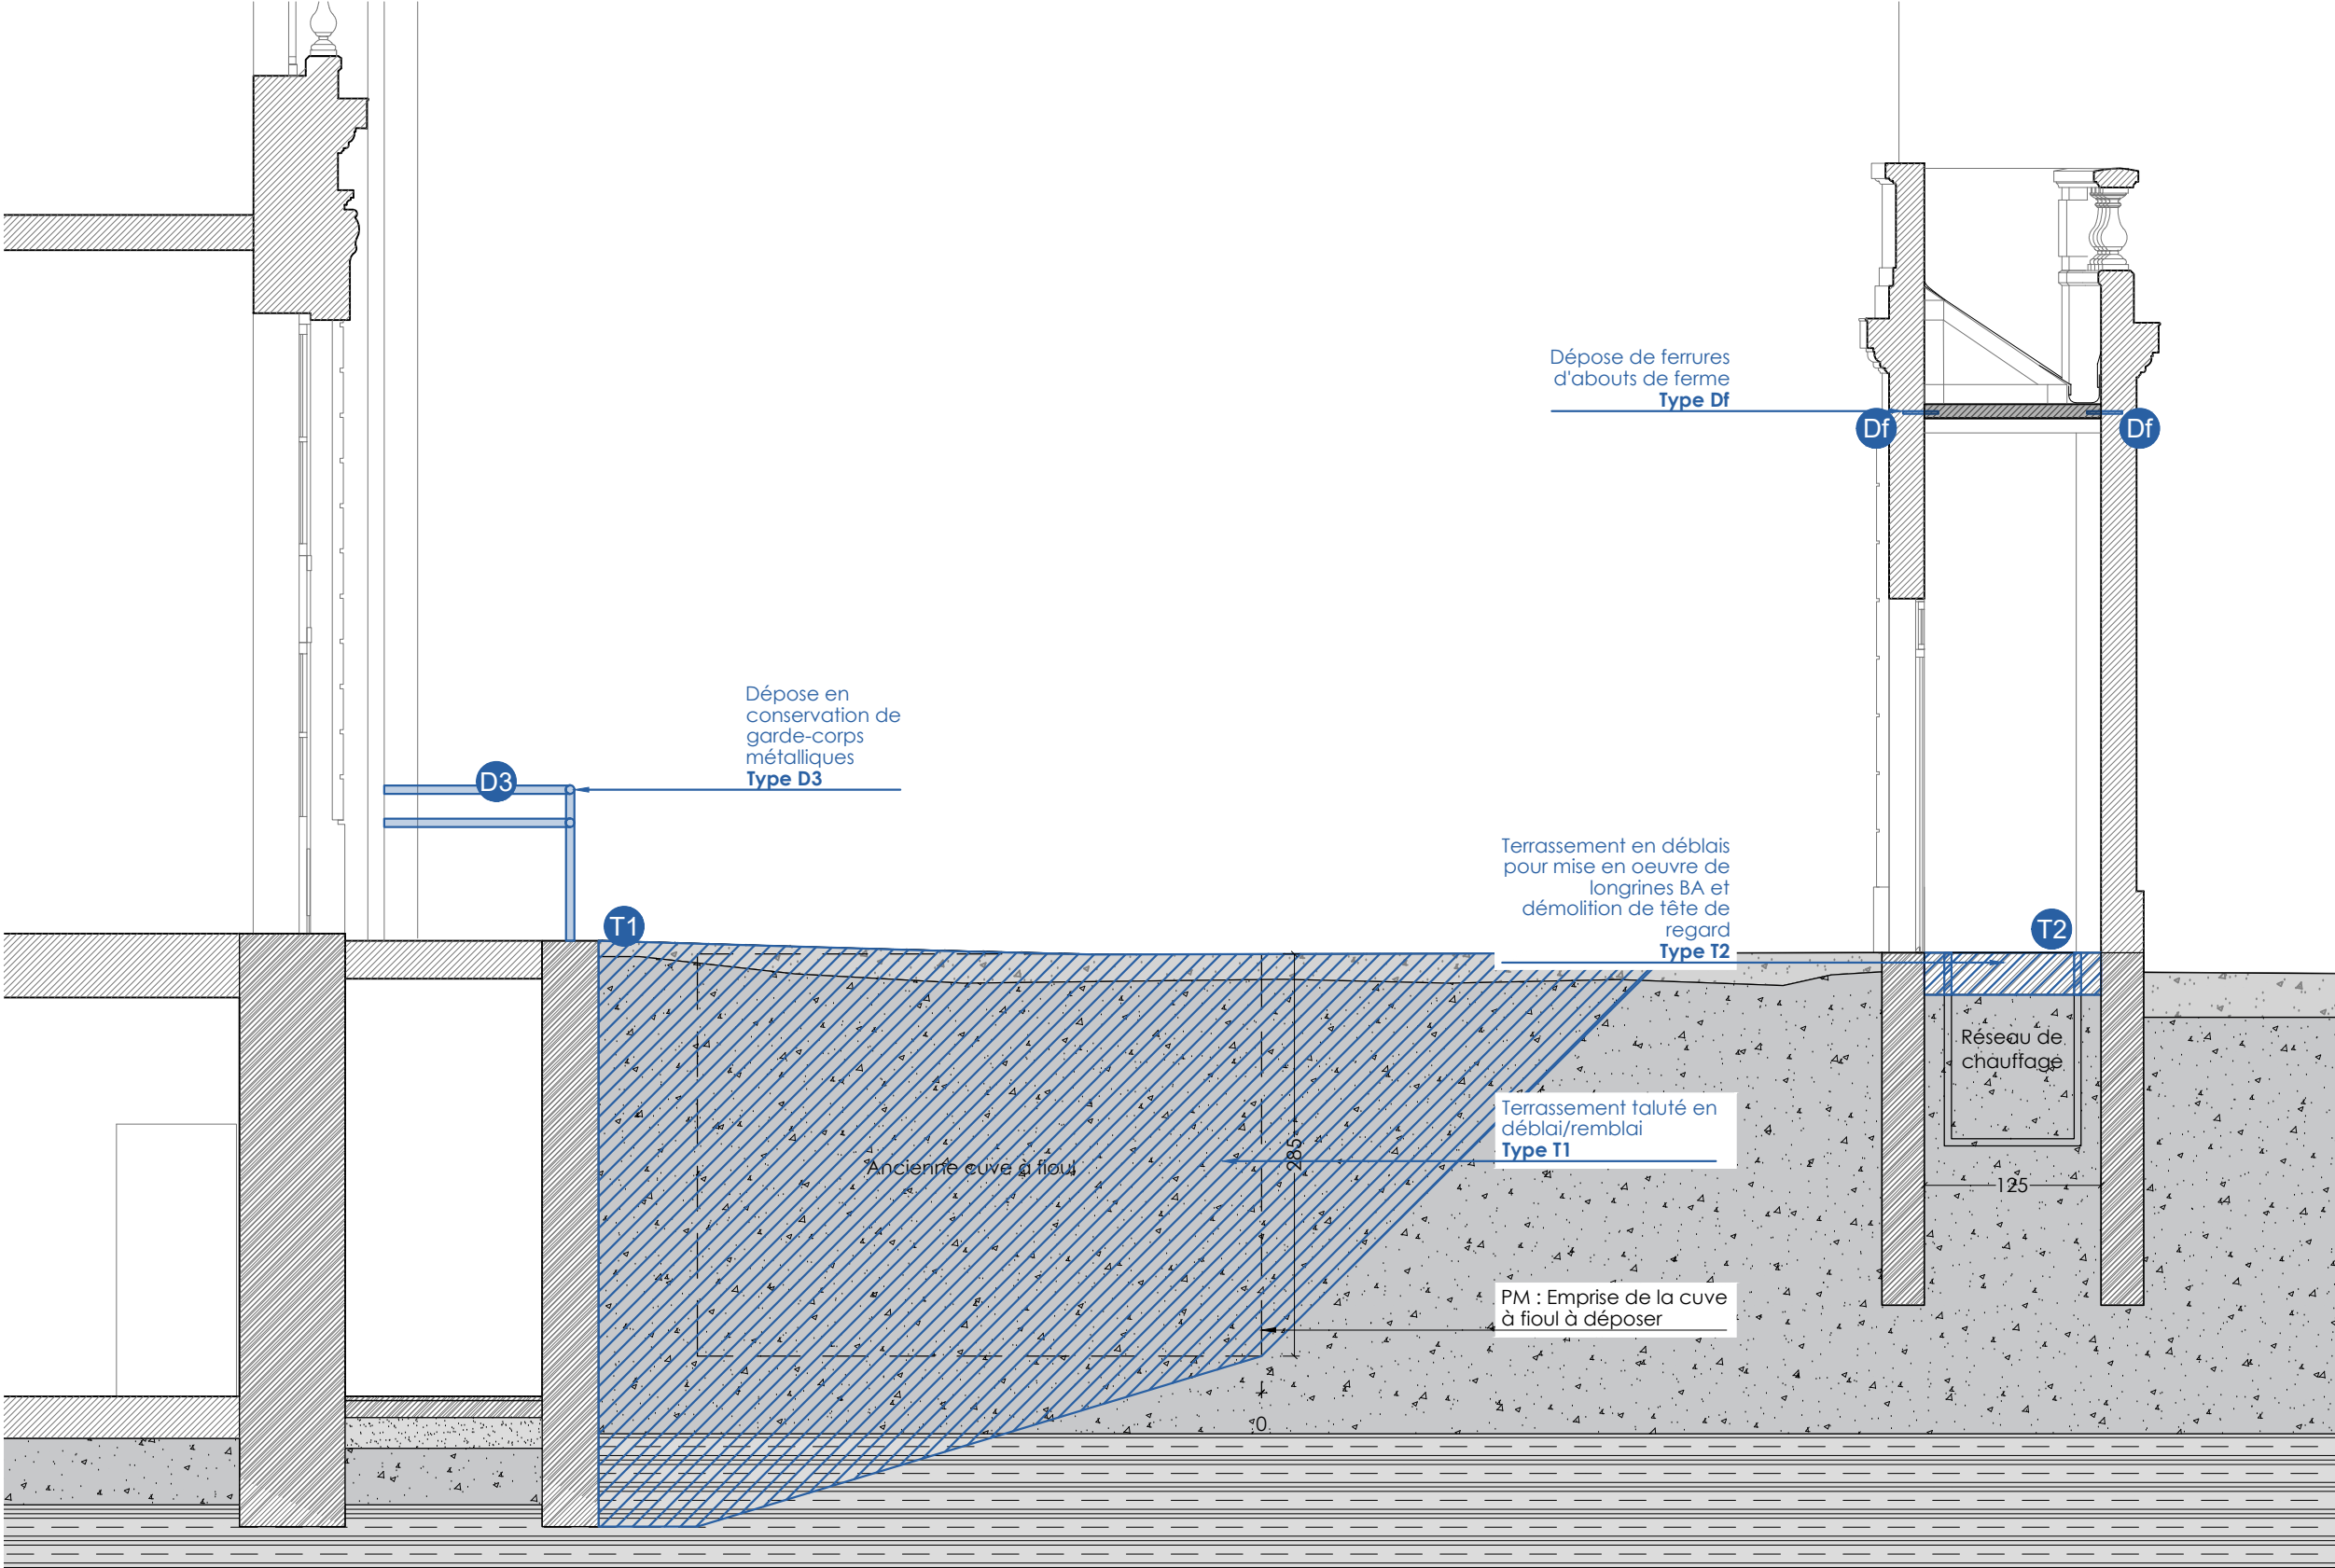 Dépose de ferrures
d'abouts de ferme
Type Df
Df
Df
Dépose en
conservation de
garde-corps
métalliques
Type D3
D3
Terrassement en déblais
pour mise en oeuvre de
longrines BA et
démolition de tête de
regard
Type T2
T1
T2
Réseau de
chauffage
Terrassement taluté en
déblai/remblai
Type T1
285
Ancienne cuve à fioul
125
PM : Emprise de la cuve
à fioul à déposer
0